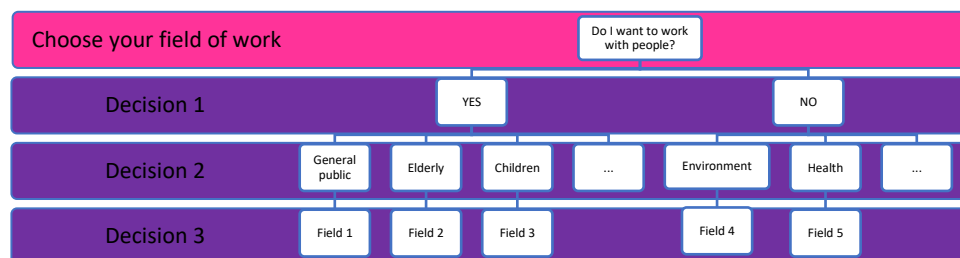 Choose your field of work
Do I want to work
with people?
Decision 1
YES
NO
Decision 2
General
public
Elderly
Children
...
Environment
Health
...
Decision 3
Field 1
Field 2
Field 3
Field 4
Field 5